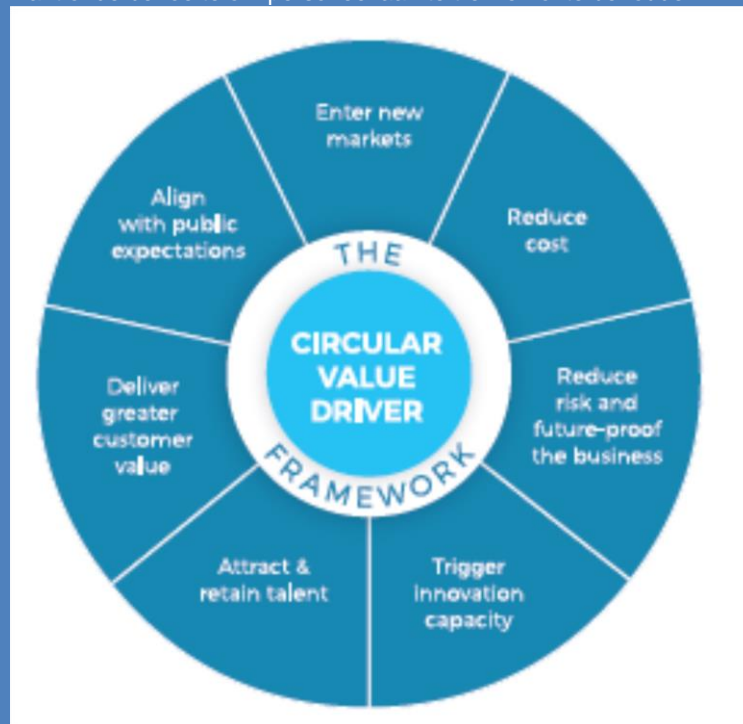 Enter new
markets
Reduce
cost
Reduce
risk and
future-proof
the business
Trigger
innovation
capacity
Attract &
retain talent
Deliver
greater
customer
value
Align
with public
expectations
THE
CIRCULAR
VALUE
DRIVER
FRAMEWORK